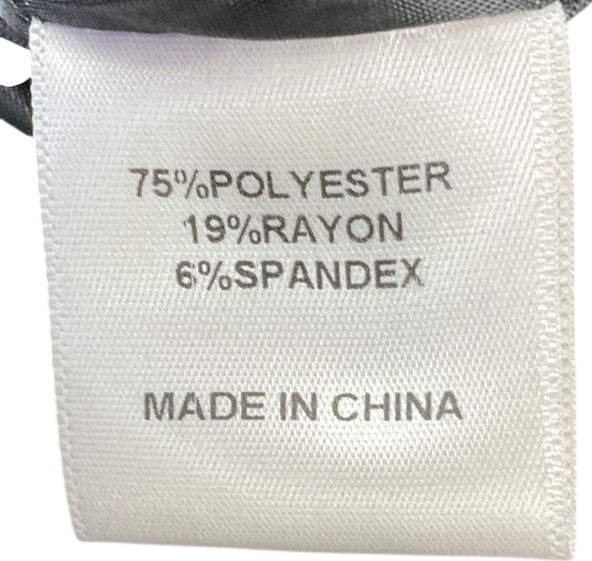 75%POLYESTER
19%RAYON
6%SPANDEX
MADE IN CHINA